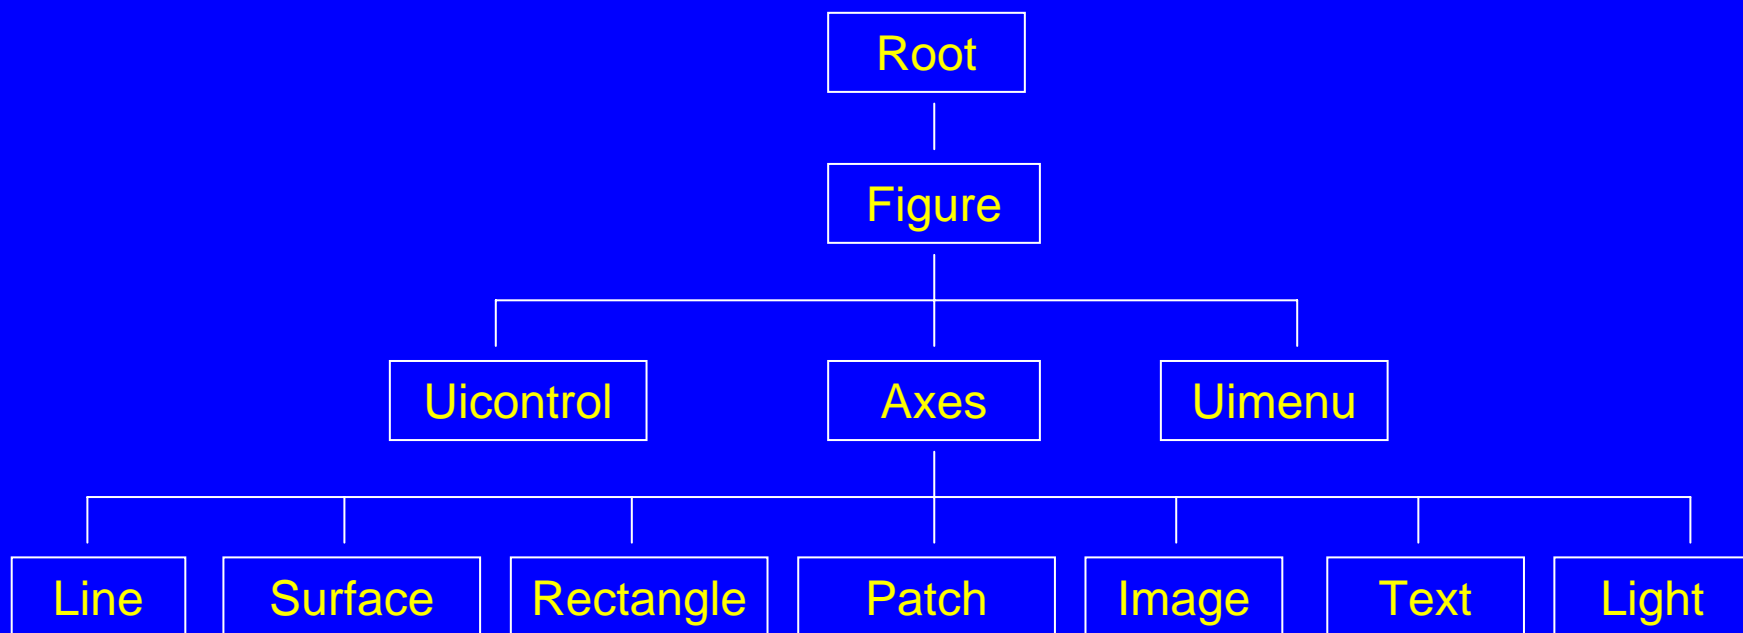 Root
Figure
Uicontrol Axes Uimenu
Line Surface Rectangle Patch Image Text Light